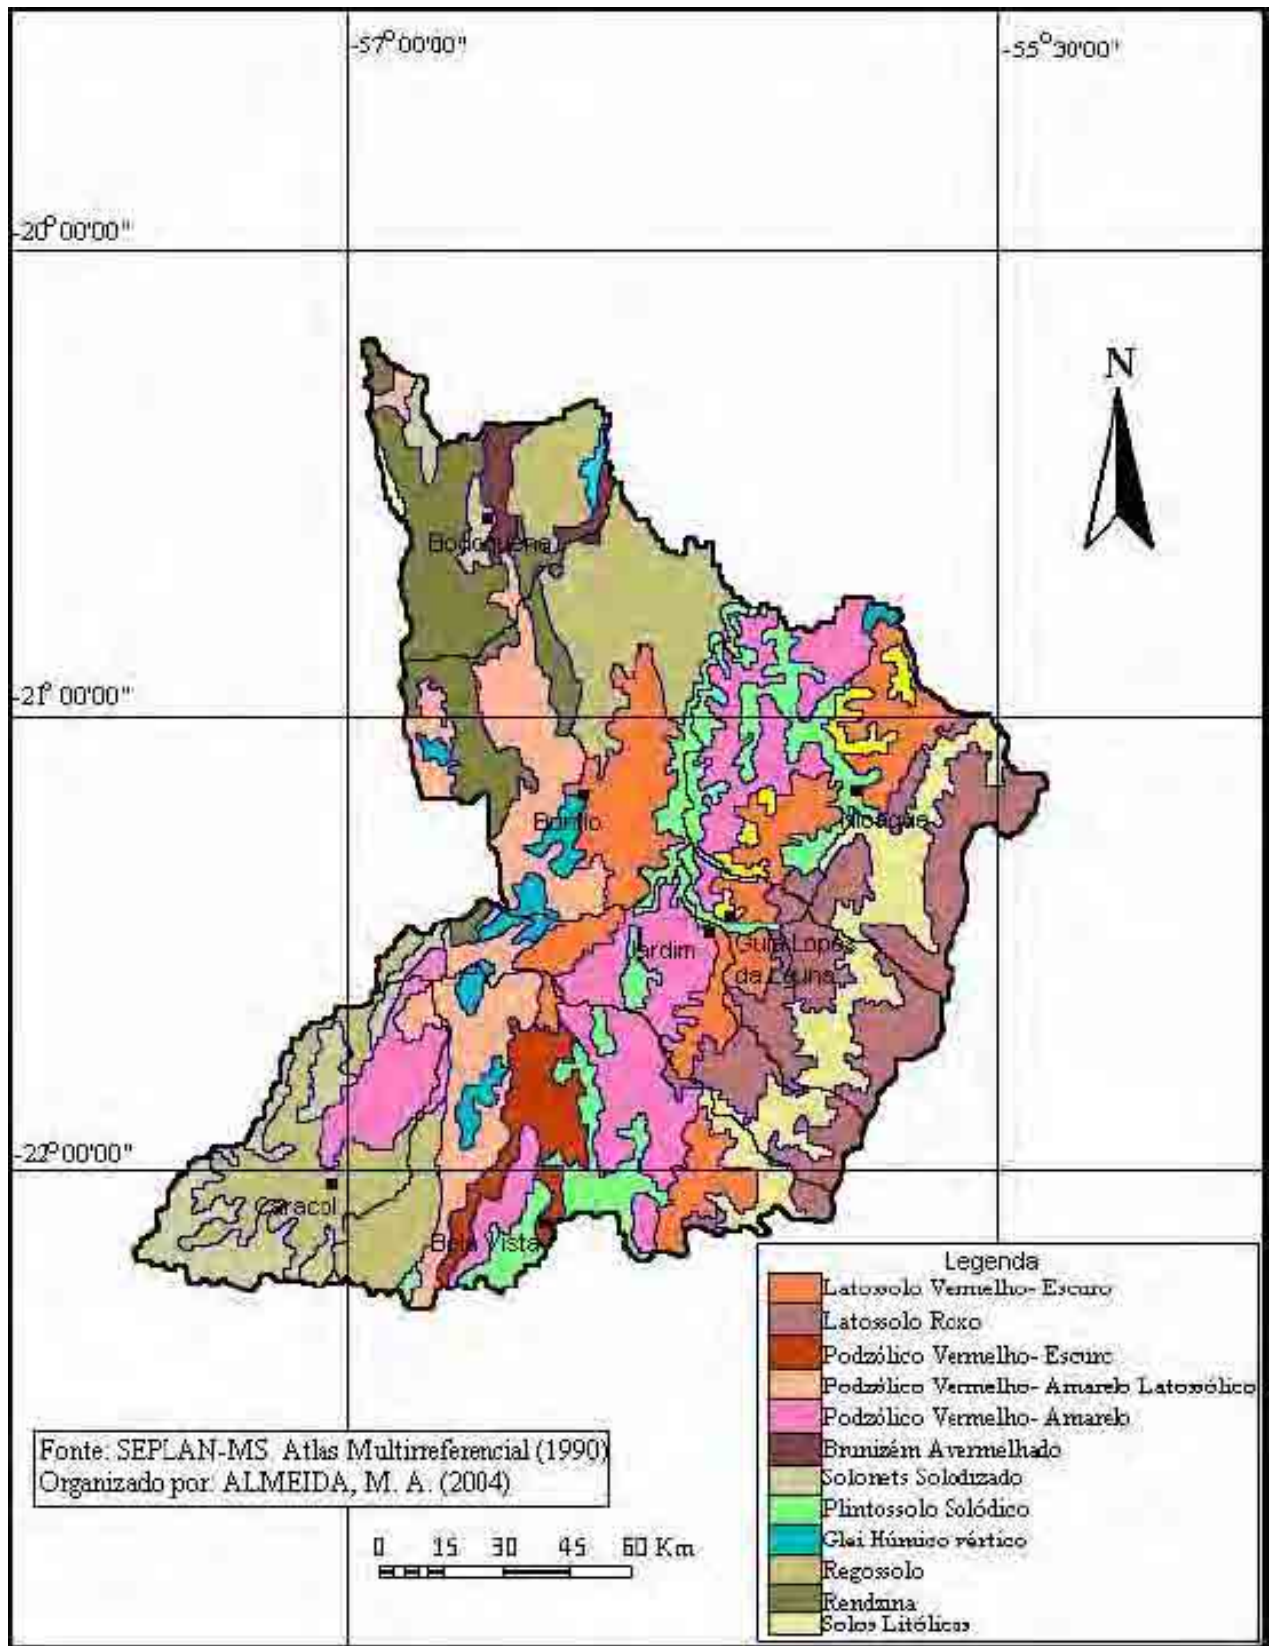 -57°00'00"
-55°30'00"
-20°00'00"
N
Bodoquena
-21°00'00"
Bonito
Nioaque
Jardim
Guia Lopes
da Laguna
-22°00'00"
Caracol
Bela Vista
Legenda
Latossolo Vermelho- Escuro
Latossolo Roxo
Podzólico Vermelho- Escuro
Podzólico Vermelho- Amarelo Latossólico
Podzólico Vermelho- Amarelo
Brunizém Avermelhado
Solonets Solodizado
Plintossolo Solódico
Glei Húmico vértico
Regossolo
Rendzina
Solos Litólicos
Fonte: SEPLAN-MS. Atlas Multirreferencial (1990)
Organizado por: ALMEIDA, M. A. (2004)
0 15 30 45 60 Km